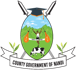 COUNTY GOVERNMENT OF NANDI